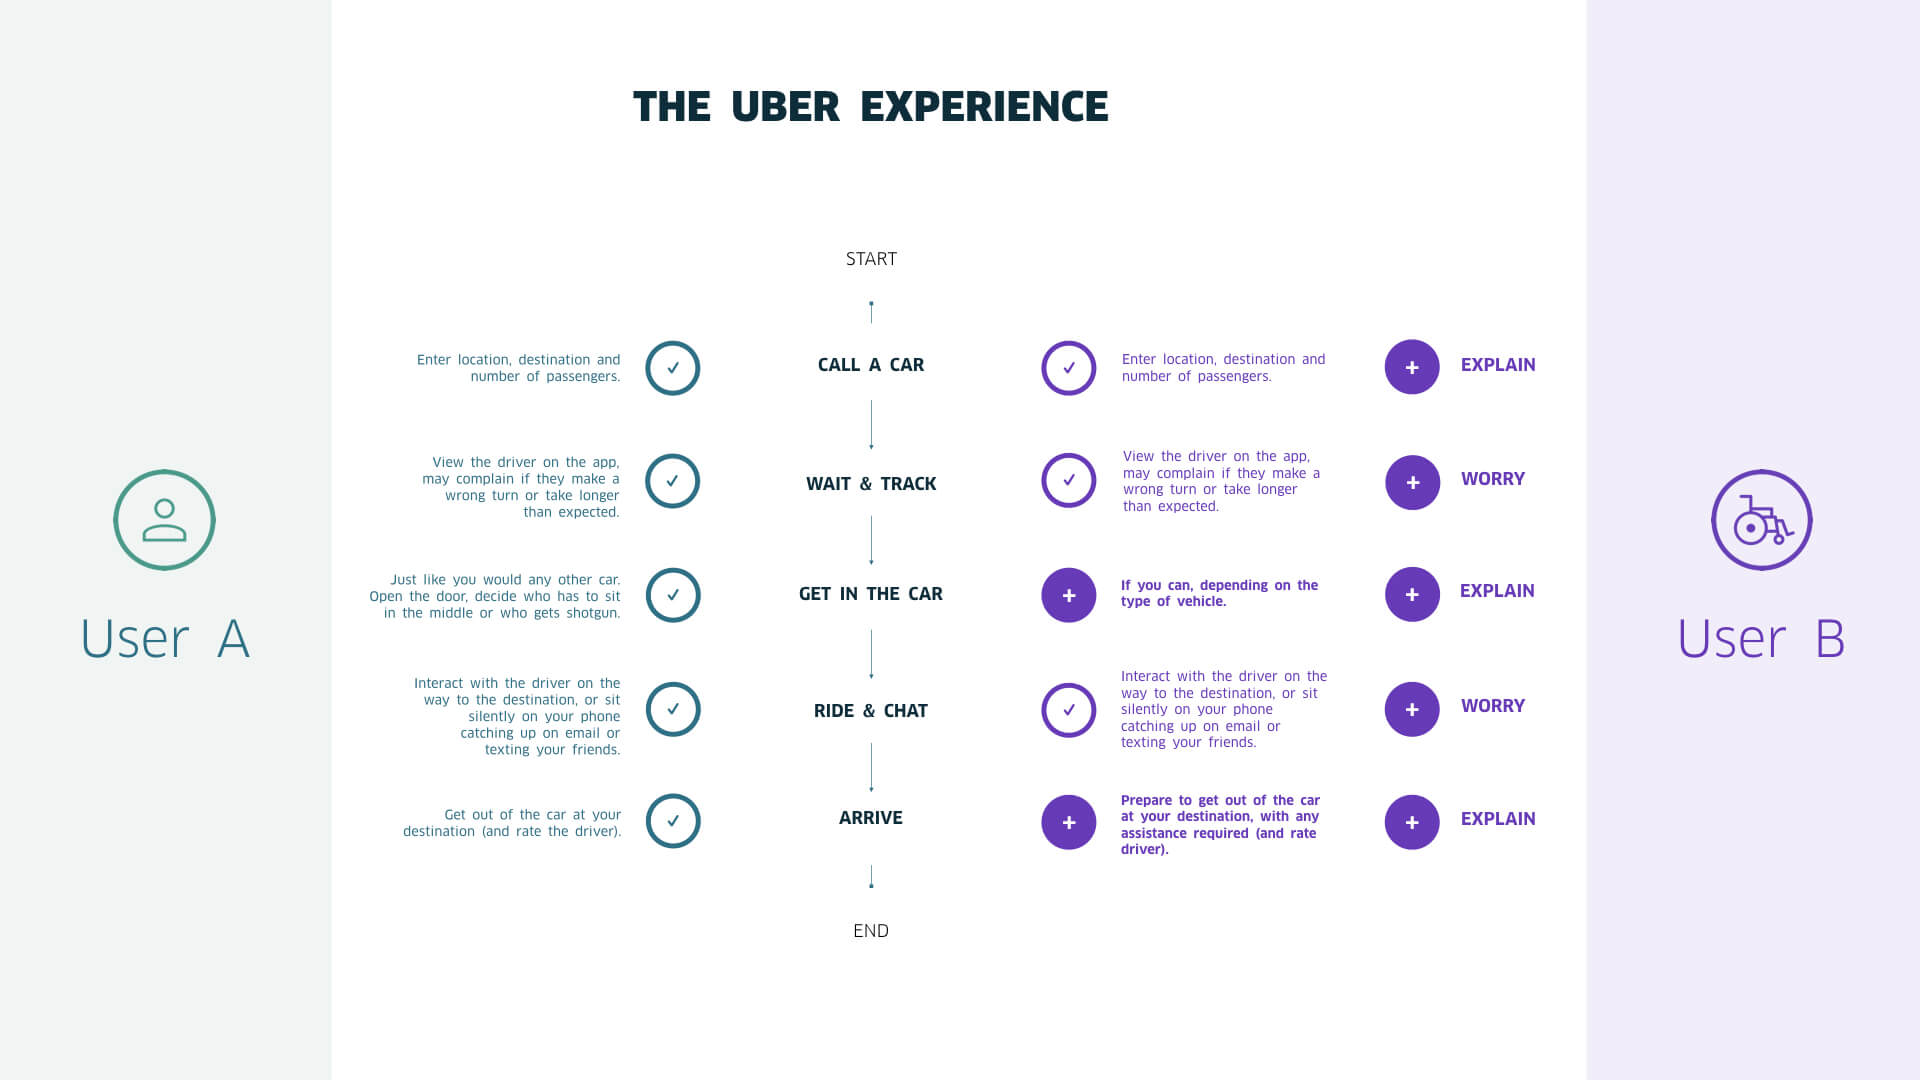 THE UBER EXPERIENCE
START
Enter location, destination and
number of passengers.
CALL A CAR
Enter location, destination and
number of passengers.
EXPLAIN
View the driver on the app,
may complain if they make a
wrong turn or take longer
than expected.
WAIT & TRACK
View the driver on the app,
may complain if they make a
wrong turn or take longer
than expected.
WORRY
Just like you would any other car.
Open the door, decide who has to sit
in the middle or who gets shotgun.
GET IN THE CAR
If you can, depending on the
type of vehicle.
EXPLAIN
User A
User B
Interact with the driver on the
way to the destination, or sit
silently on your phone
catching up on email or
texting your friends.
RIDE & CHAT
Interact with the driver on the
way to the destination, or sit
silently on your phone
catching up on email or
texting your friends.
WORRY
Get out of the car at your
destination (and rate the driver).
ARRIVE
Prepare to get out of the car
at your destination, with any
assistance required (and rate
driver).
EXPLAIN
END